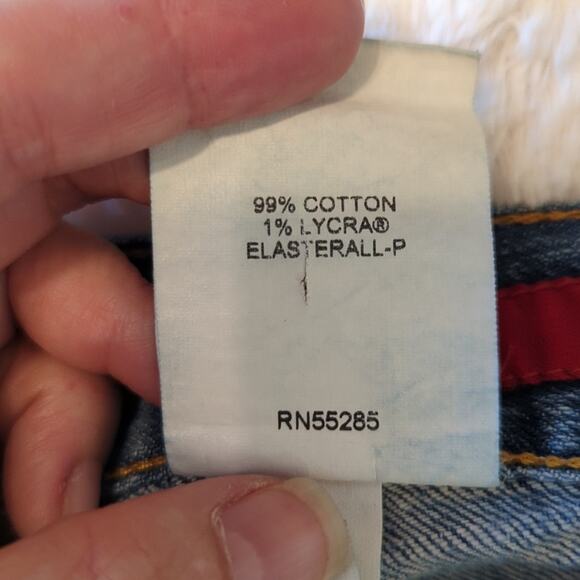 99% COTTON
1% LYCRA®
ELASTERALL-P
RN55285